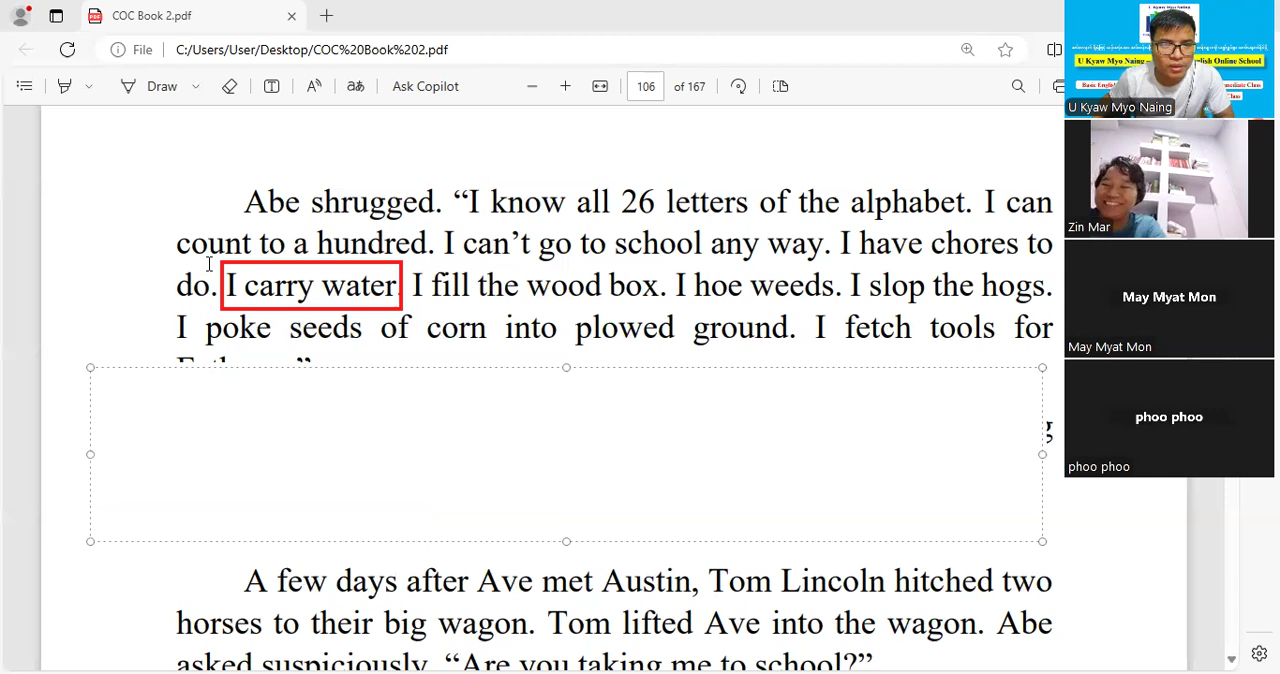 COC Book 2.pdf
File C:/Users/User/Desktop/COC%20Book%202.pdf
Draw aあ Ask Copilot 106 of 167
Abe shrugged. “I know all 26 letters of the alphabet. I can
count to a hundred. I can’t go to school any way. I have chores to
do. I carry water. I fill the wood box. I hoe weeds. I slop the hogs.
I poke seeds of corn into plowed ground. I fetch tools for
A few days after Ave met Austin, Tom Lincoln hitched two
horses to their big wagon. Tom lifted Ave into the wagon. Abe
asked suspiciously, “Are you taking me to school?”
U Kyaw Myo Naing
U Kyaw Myo Naing
Zin Mar
May Myat Mon
May Myat Mon
phoo phoo
phoo phoo